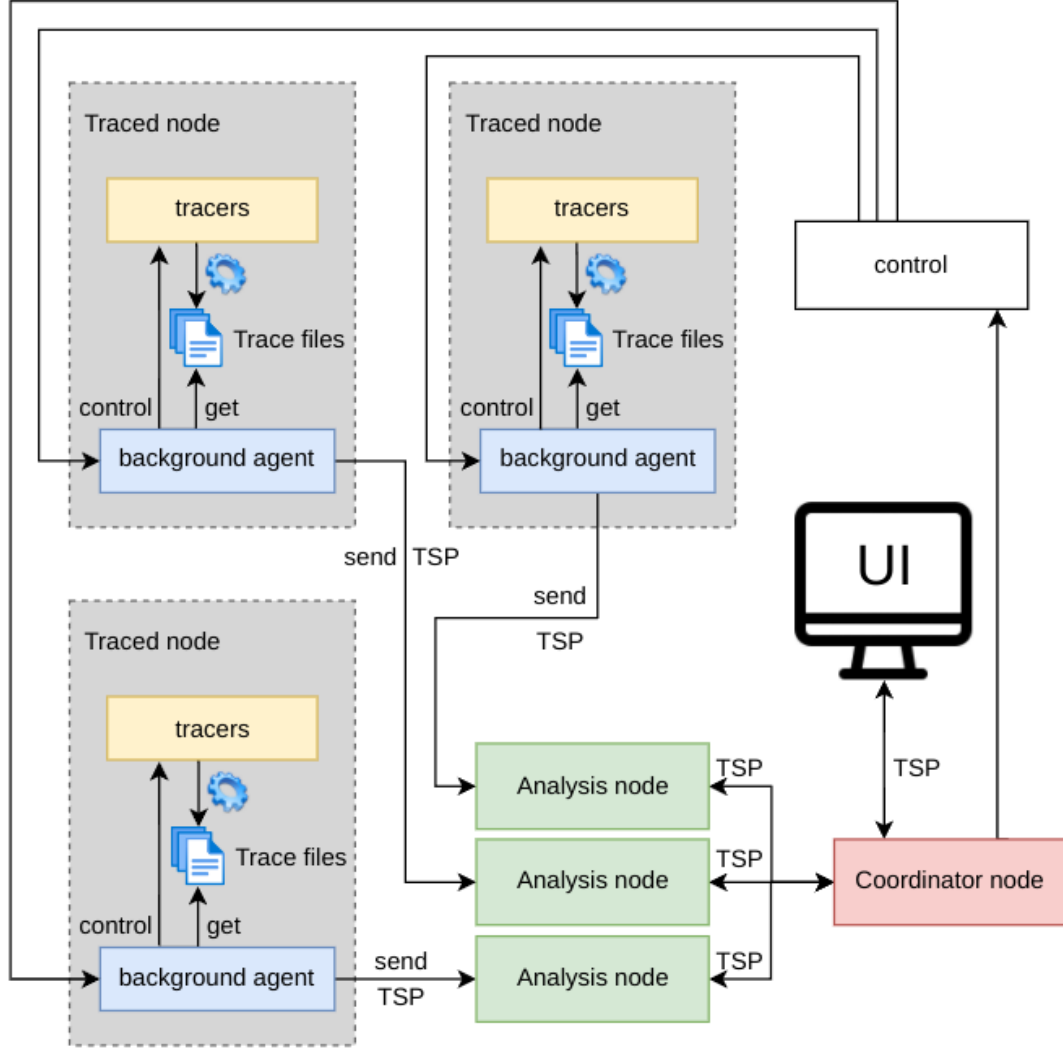 Traced node
tracers
Trace files
control
get
background agent
Traced node
tracers
Trace files
control
get
background agent
control
send
TSP
send
TSP
UI
TSP
Traced node
tracers
Trace files
control
get
background agent
send
TSP
Analysis node
TSP
Analysis node
TSP
Analysis node
TSP
Coordinator node